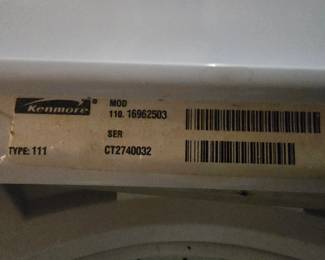 Kenmore®
MOD
110. 16962503
SER
TYPE: 111 CT2740032